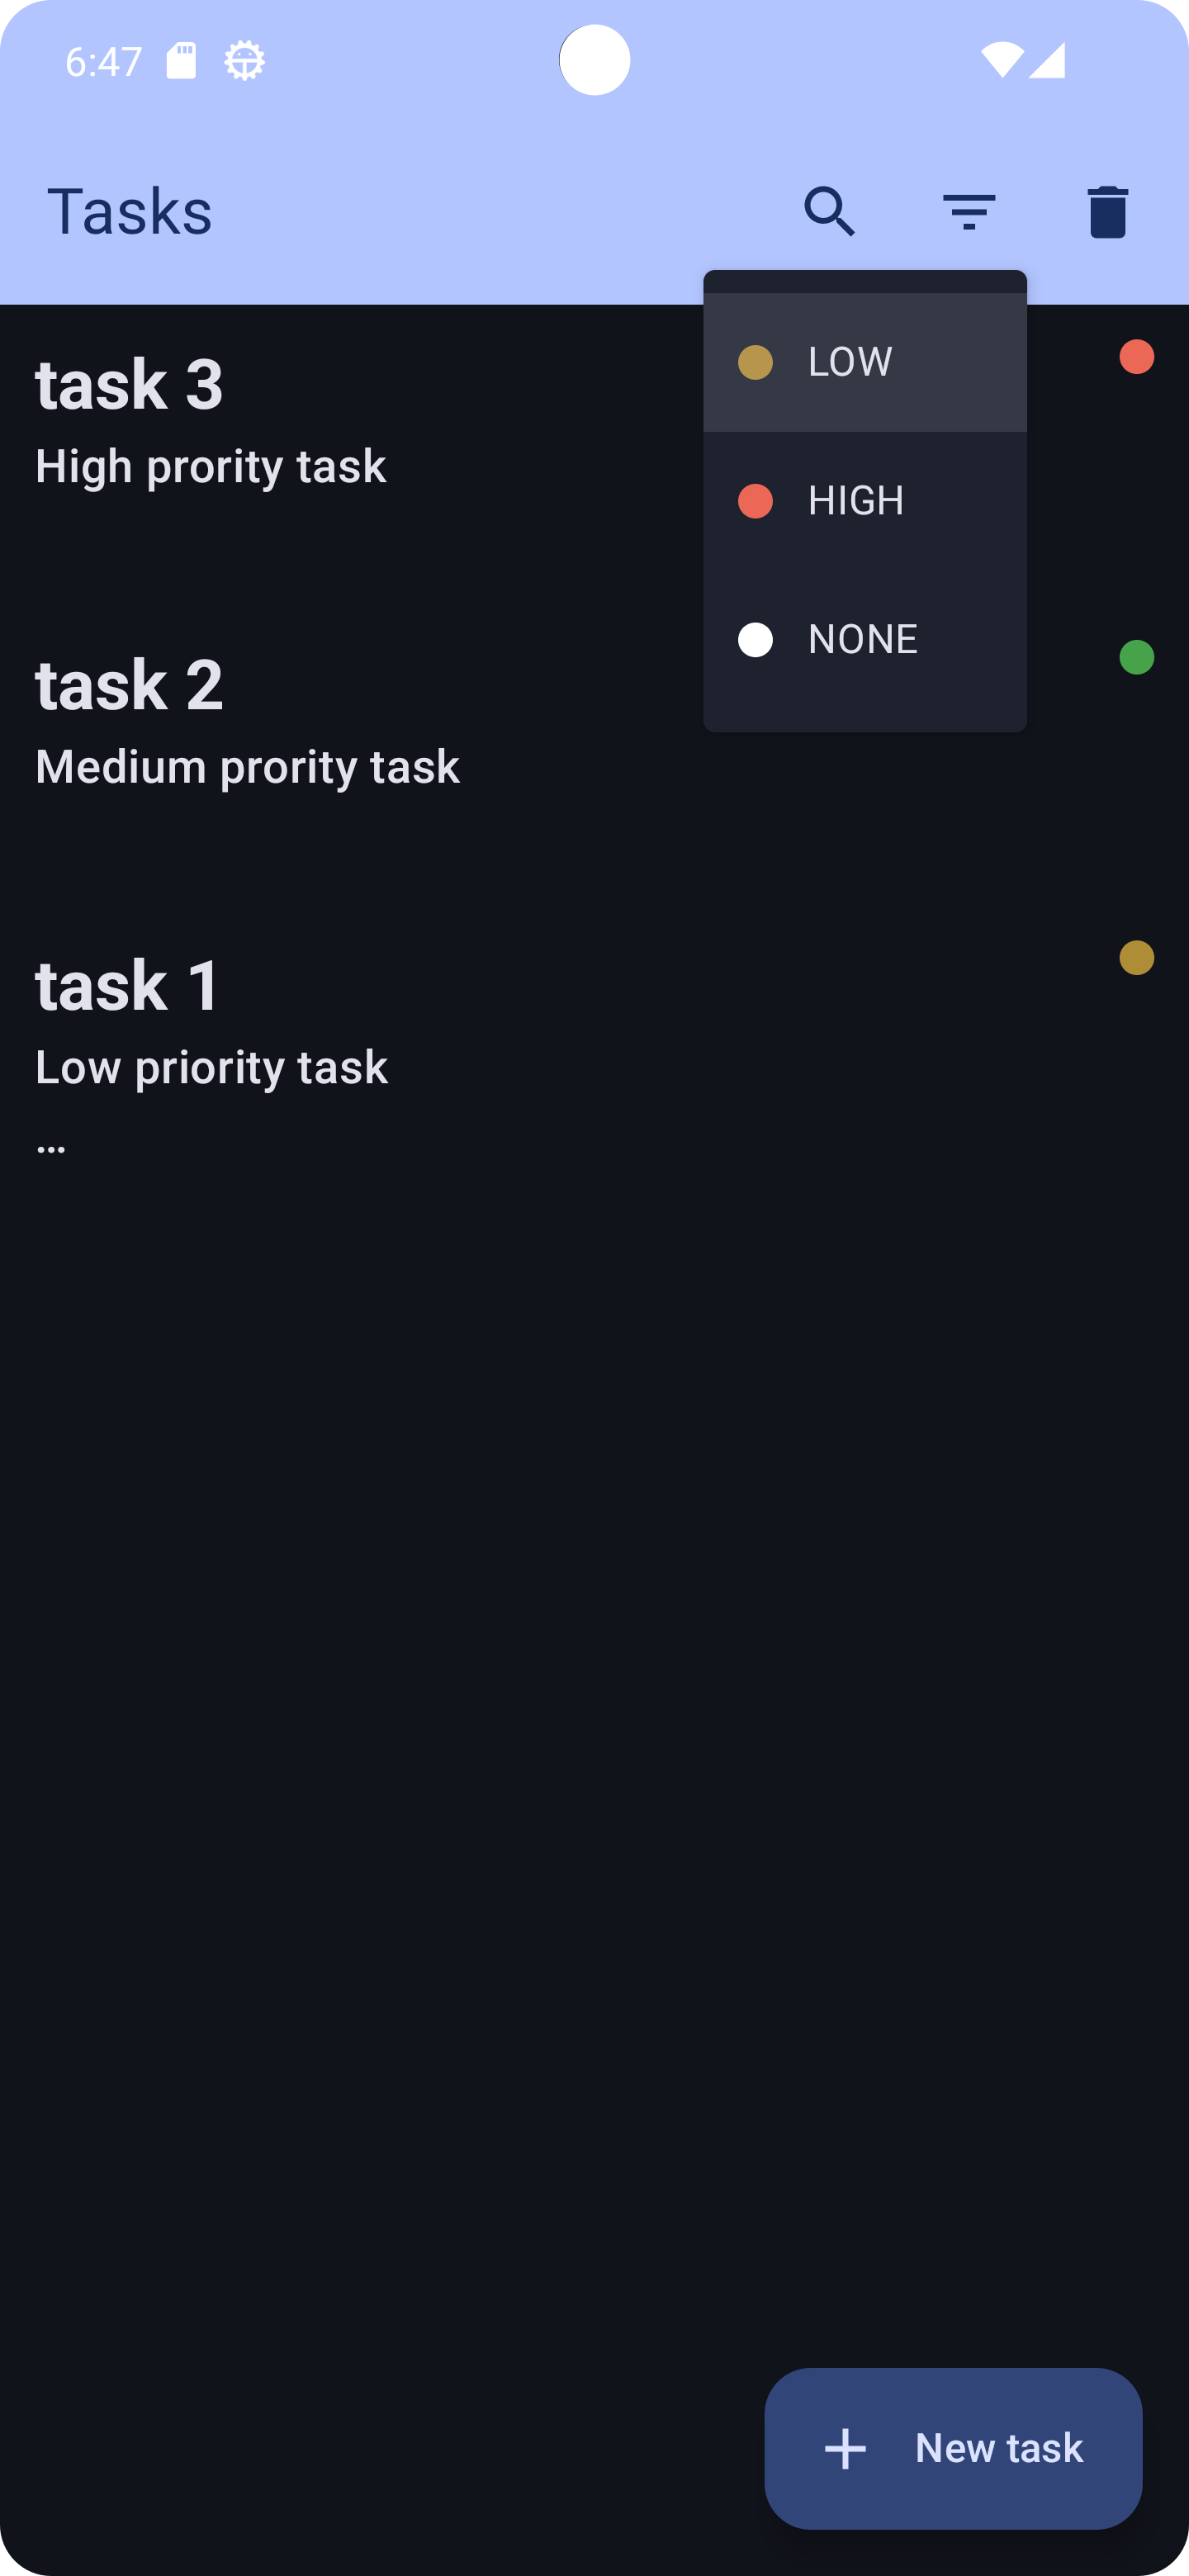 6:47
Tasks
LOW
HIGH
NONE
task 3
High prority task
task 2
Medium prority task
task 1
Low priority task
...
New task